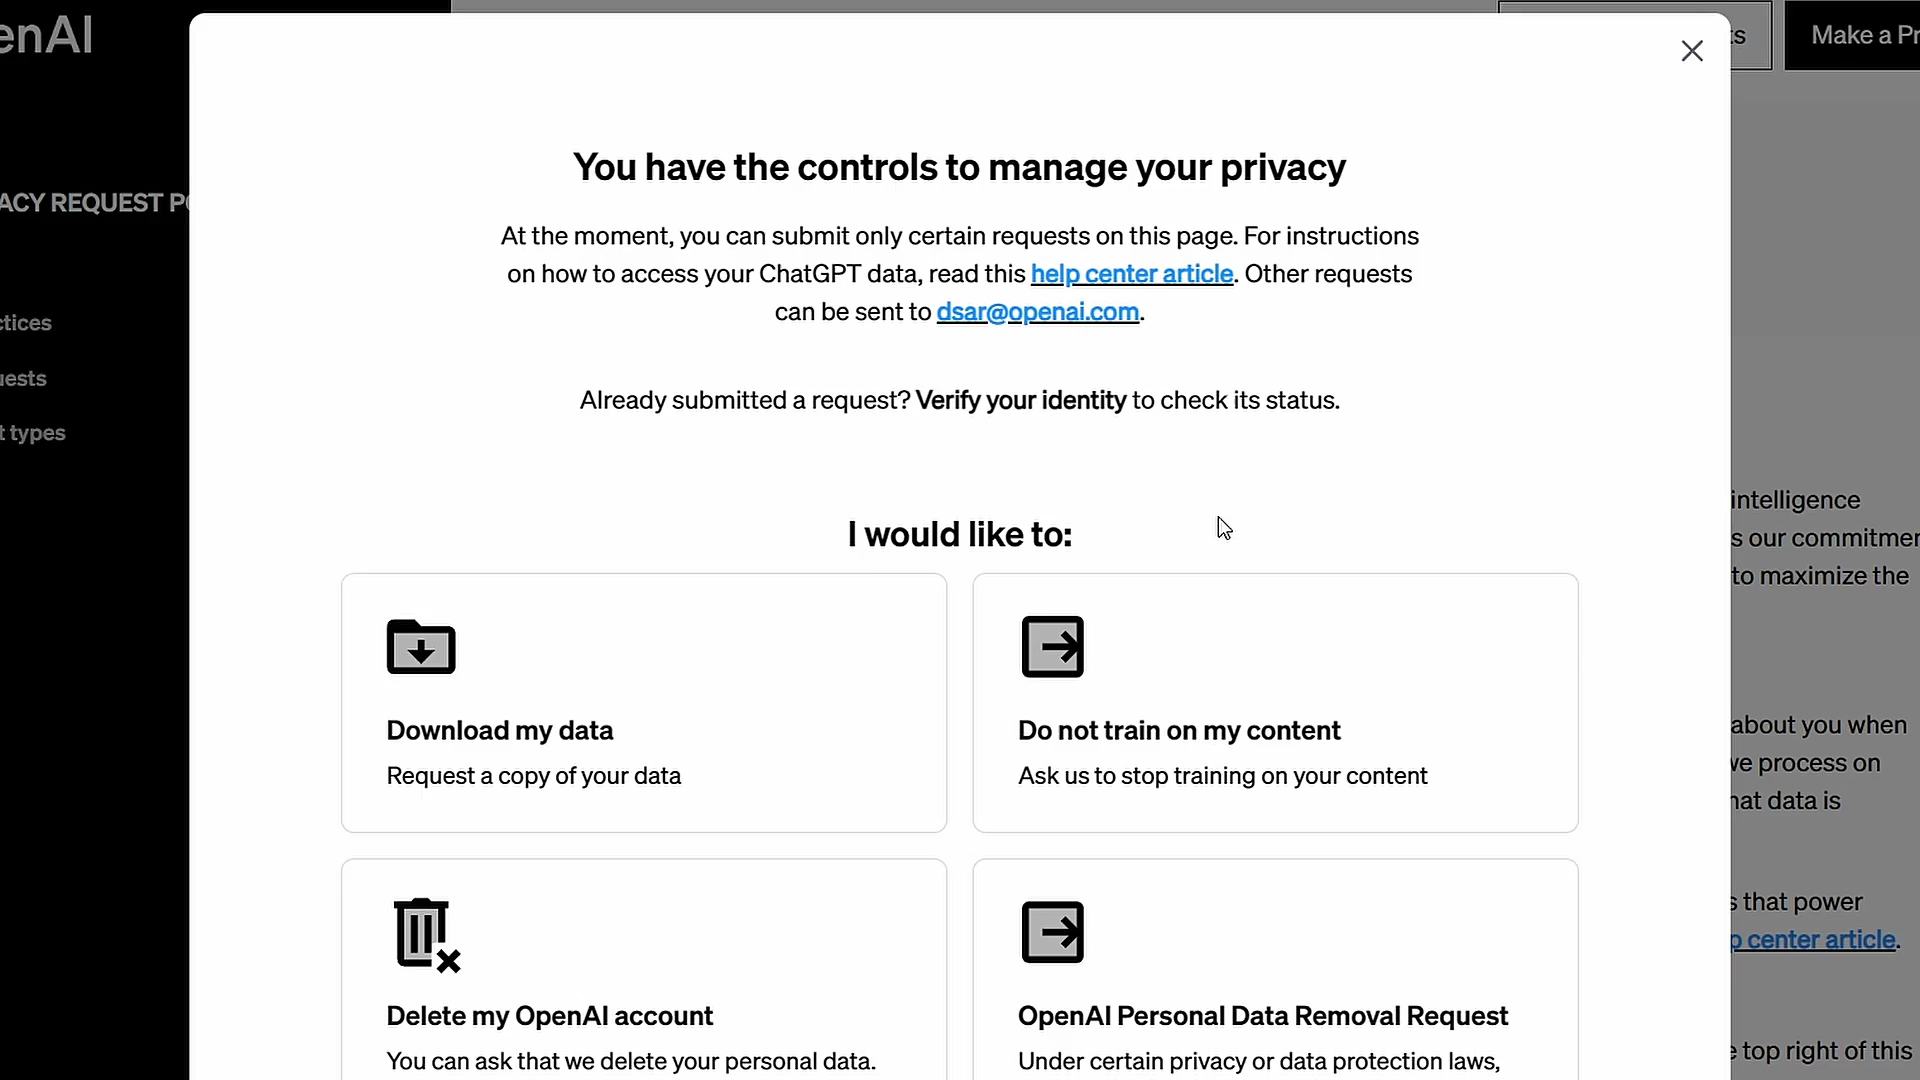 enAI
ts
Make a Pr
You have the controls to manage your privacy
ACY REQUEST PO
At the moment, you can submit only certain requests on this page. For instructions
on how to access your ChatGPT data, read this help center article. Other requests
can be sent to dsar@openai.com.
ctices
uests
t types
Already submitted a request? Verify your identity to check its status.
I would like to:
intelligence
s our commitmen
to maximize the
Download my data
Request a copy of your data
Do not train on my content
Ask us to stop training on your content
about you when
we process on
hat data is
s that power
p center article.
Delete my OpenAI account
You can ask that we delete your personal data.
OpenAI Personal Data Removal Request
Under certain privacy or data protection laws,
e top right of this